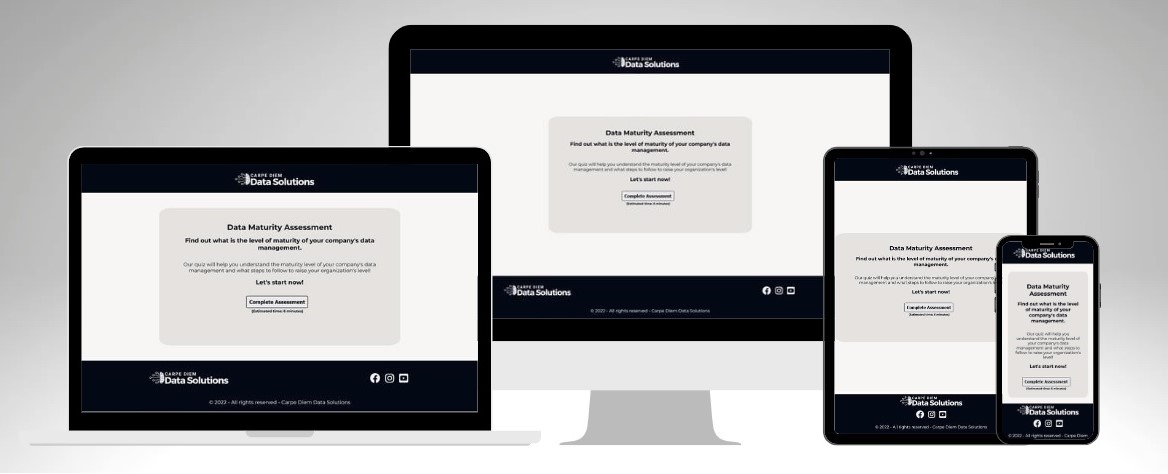 CARPE DIEM
Data Solutions
Data Maturity Assessment
Find out what is the level of maturity of your company's data
management.
Our quiz will help you understand the maturity level of your company's data
management and what steps to follow to raise your organization's level!
Let's start now!
Complete Assessment
(Estimated time: 6 minutes)
CARPE DIEM
Data Solutions
© 2022 - All rights reserved - Carpe Diem Data Solutions
CARPE DIEM
Data Solutions
Data Maturity Assessment
Find out what is the level of maturity of your company's data
management.
Our quiz will help you understand the maturity level of your company's data
management and what steps to follow to raise your organization's level!
Let's start now!
Complete Assessment
(Estimated time: 6 minutes)
CARPE DIEM
Data Solutions
© 2022 - All rights reserved - Carpe Diem Data Solutions
CARPE DIEM
Data Solutions
Data Maturity Assessment
Find out what is the level of maturity of your company's
management.
Our quiz will help you understand the maturity level of your company
management and what steps to follow to raise your organization's
Let's start now!
Complete Assessment
(Estimated time: 6 minutes)
CARPE DIEM
Data Solutions
© 2022 - All rights reserved - Carpe Diem Data Solutions
CARPE DIEM
Data Solutions
Data Maturity
Assessment
Find out what is the level
of maturity of your
company's data
management.
Our quiz will help you
understand the maturity level of
your company's data
management and what steps to
follow to raise your organization's
level!
Let's start now!
Complete Assessment
(Estimated time: 6 minutes)
CARPE DIEM
Data Solutions
© 2022 - All rights reserved - Carpe Diem